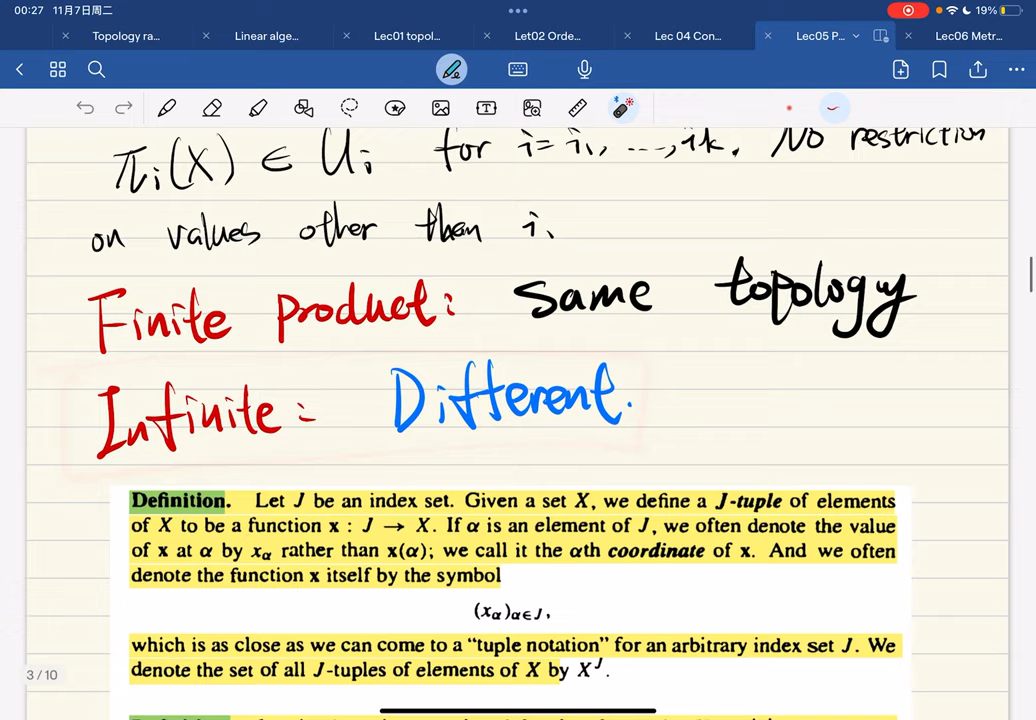 00:27 11月7日周二
19%
Topology ra...
Linear alge...
Lec01 topol...
Let02 Orde...
Lec 04 Con...
Lec05 P...
Lec06 Metr...
πi(X) ∈ Ui for i=i1, ..., ik. No restriction
on values other then i.
Finite product: same topology
Infinite: Different.
Definition. Let J be an index set. Given a set X, we define a J-tuple of elements
of X to be a function x : J → X. If α is an element of J, we often denote the value
of x at α by xα rather than x(α); we call it the αth coordinate of x. And we often
denote the function x itself by the symbol
(xα)α∈J,
which is as close as we can come to a “tuple notation” for an arbitrary index set J. We
denote the set of all J-tuples of elements of X by X^J.
3 / 10